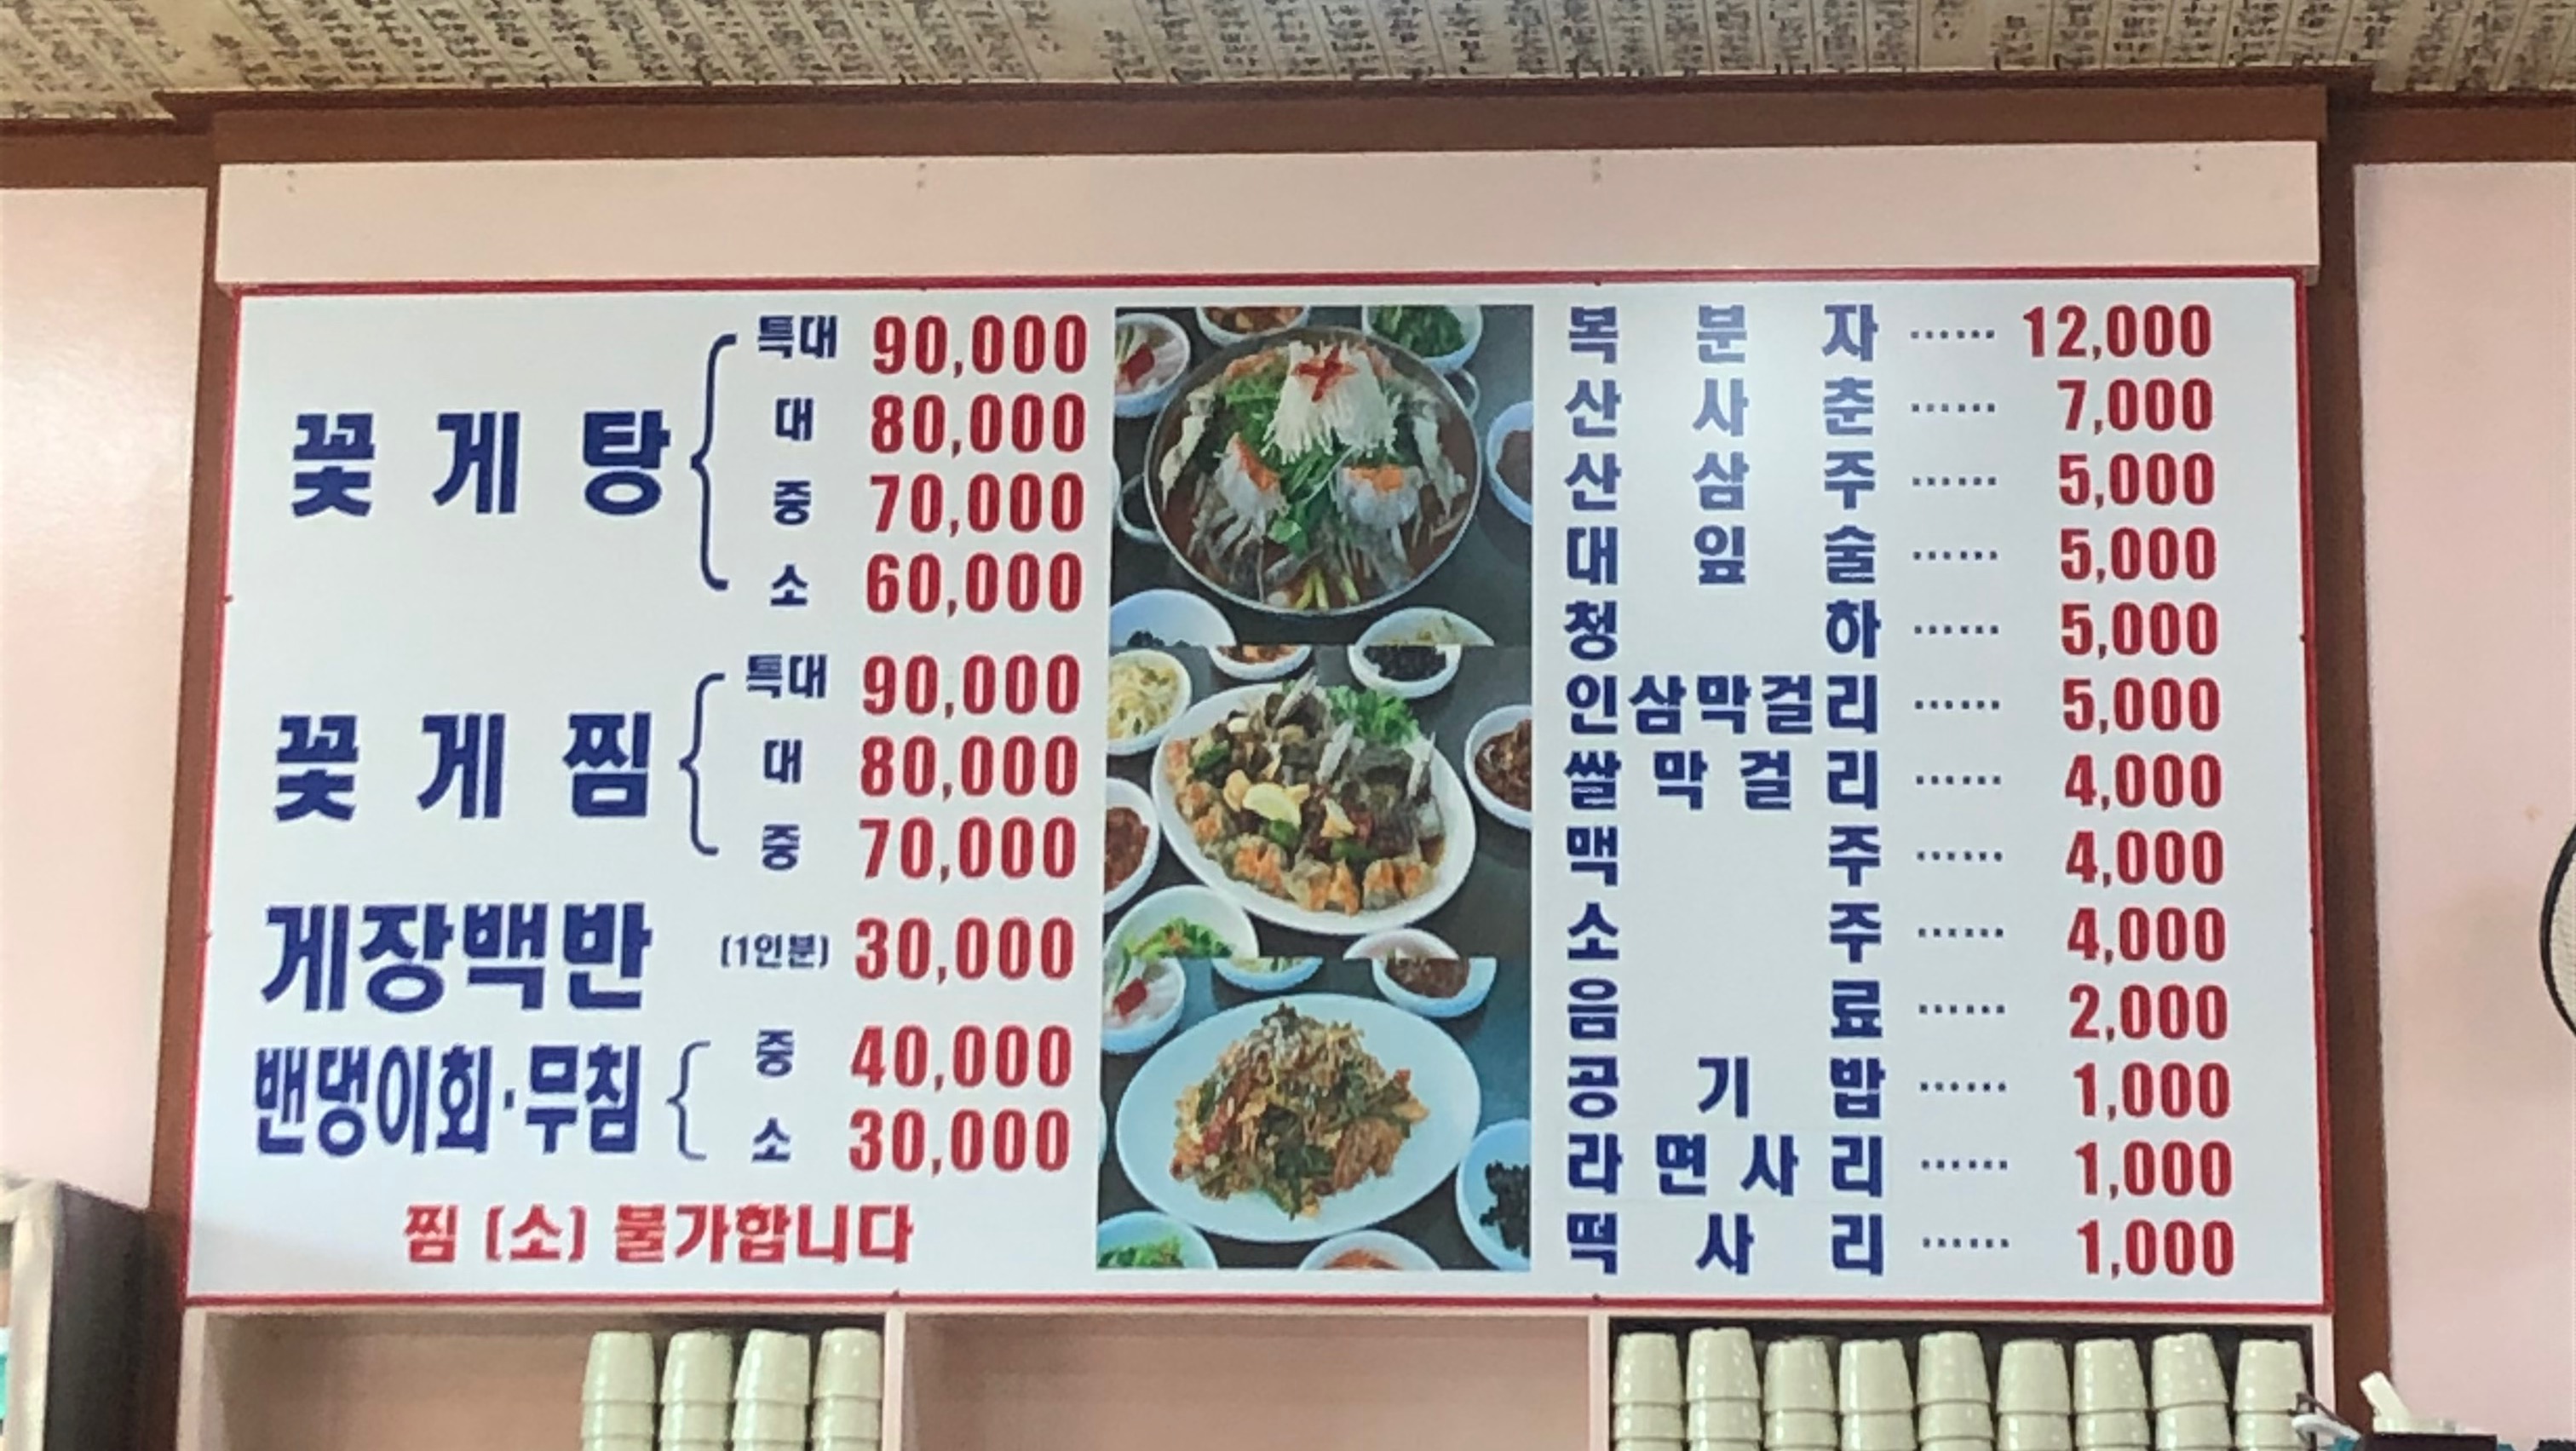 꽃게탕
특대 90,000
대 80,000
중 70,000
소 60,000
꽃게찜
특대 90,000
대 80,000
중 70,000
게장백반 (1인분) 30,000
밴댕이회·무침
중 40,000
소 30,000
찜 (소) 불가합니다
복분자 ...... 12,000
산사춘 ...... 7,000
산삼주 ...... 5,000
대잎술 ...... 5,000
청하 ...... 5,000
인삼막걸리 ...... 5,000
쌀막걸리 ...... 4,000
맥주 ...... 4,000
소주 ...... 4,000
음료 ...... 2,000
공기밥 ...... 1,000
라면사리 ...... 1,000
떡사리 ...... 1,000